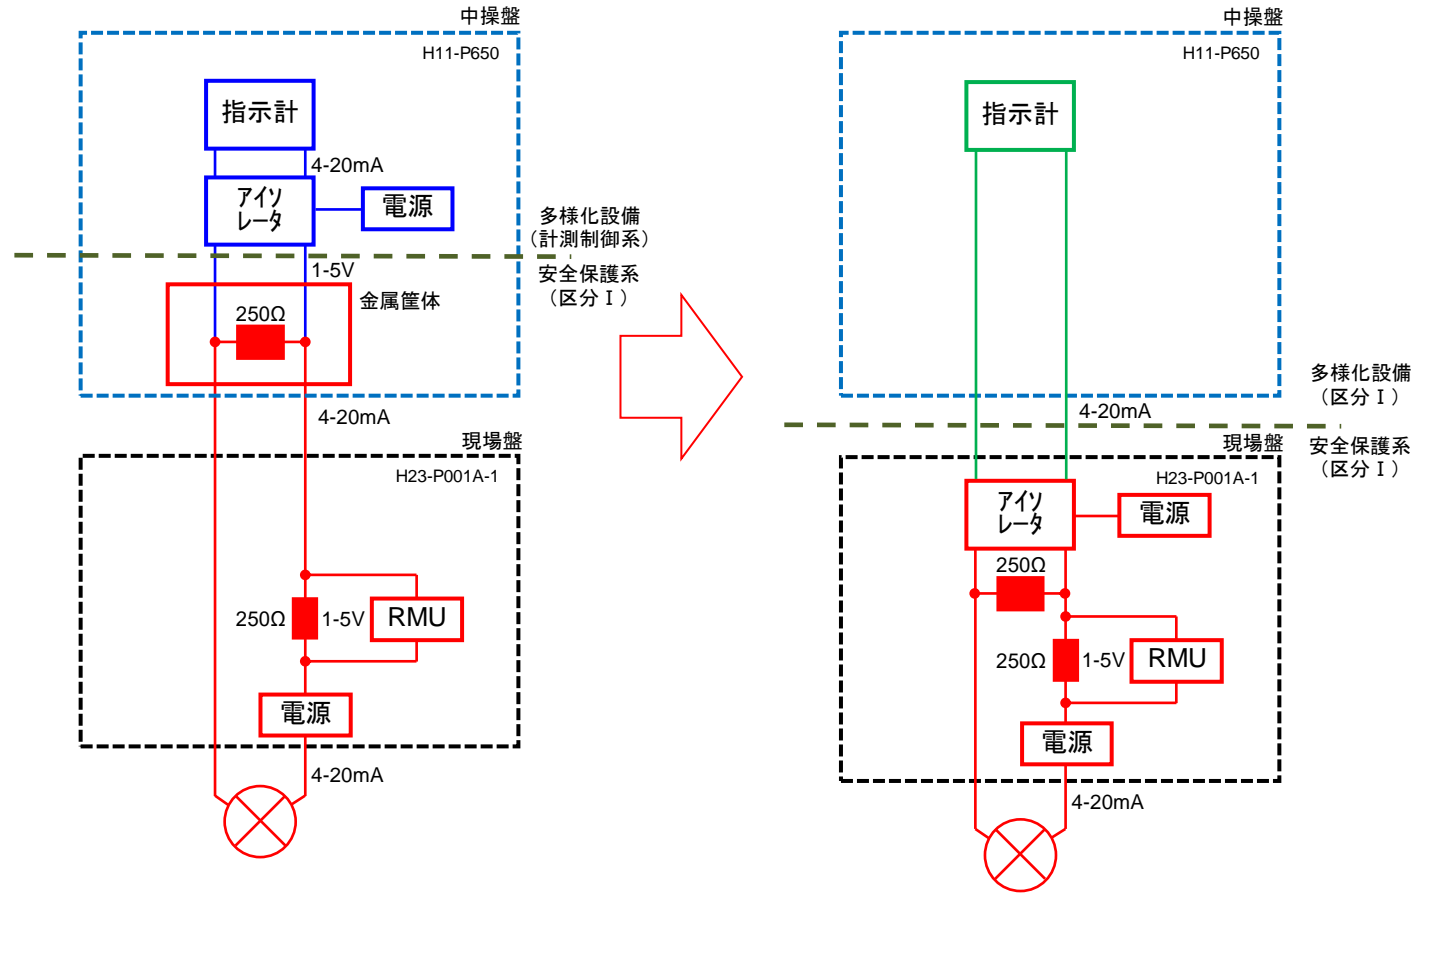 中操盤
H11-P650
指示計
4-20mA
アイソ
レータ
電源
多様化設備
（計測制御系）
1-5V
安全保護系
（区分Ⅰ）
金属筐体
250Ω
4-20mA
現場盤
H23-P001A-1
250Ω
1-5V
RMU
電源
4-20mA
中操盤
H11-P650
指示計
多様化設備
（区分Ⅰ）
4-20mA
現場盤
安全保護系
（区分Ⅰ）
H23-P001A-1
アイソ
レータ
電源
250Ω
250Ω
1-5V
RMU
電源
4-20mA